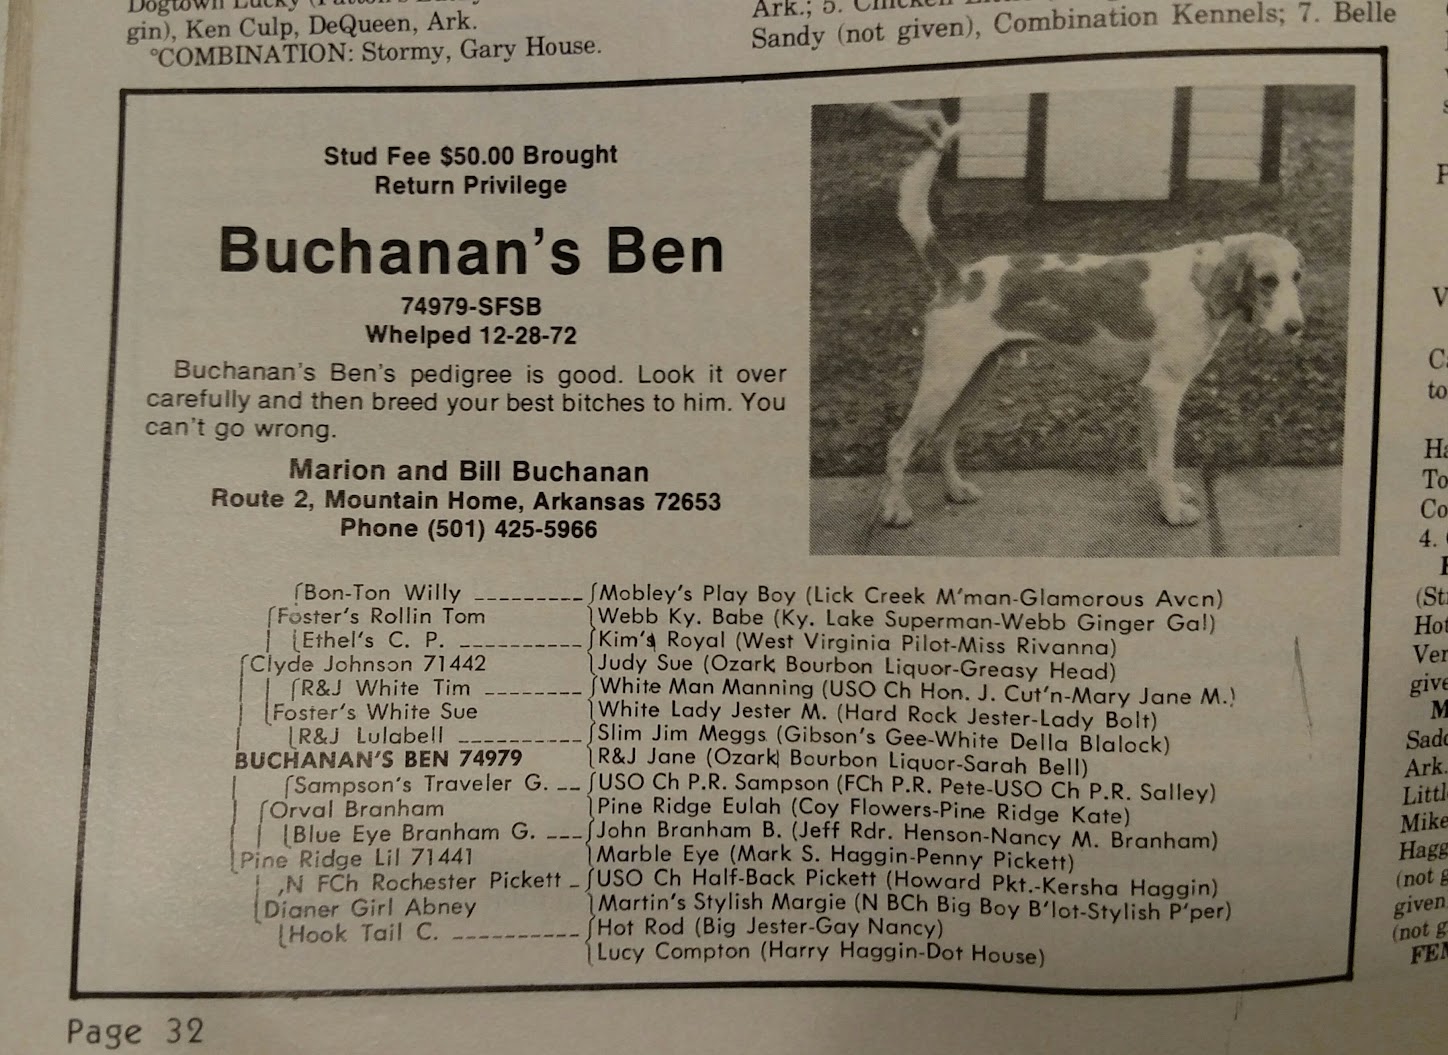 gin), Ken Culp, DeQueen, Ark.
°COMBINATION: Stormy, Gary House.
Sandy (not given), Combination Kennels; 7. Belle
Stud Fee $50.00 Brought
Return Privilege
Buchanan's Ben
74979-SFSB
Whelped 12-28-72
Buchanan's Ben's pedigree is good. Look it over
carefully and then breed your best bitches to him. You
can't go wrong.
Marion and Bill Buchanan
Route 2, Mountain Home, Arkansas 72653
Phone (501) 425-5966
Bon-Ton Willy Mobley's Play Boy (Lick Creek M'man-Glamorous Avcn)
Foster's Rollin Tom Webb Ky. Babe (Ky. Lake Superman-Webb Ginger Gal)
Ethel's C. P. Kim's Royal (West Virginia Pilot-Miss Rivanna)
Clyde Johnson 71442 Judy Sue (Ozark Bourbon Liquor-Greasy Head)
R&J White Tim White Man Manning (USO Ch Hon. J. Cut'n-Mary Jane M.)
Foster's White Sue White Lady Jester M. (Hard Rock Jester-Lady Bolt)
R&J Lulabell Slim Jim Meggs (Gibson's Gee-White Della Blalock)
BUCHANAN'S BEN 74979 R&J Jane (Ozark Bourbon Liquor-Sarah Bell)
Sampson's Traveler G. USO Ch P.R. Sampson (FCh P.R. Pete-USO Ch P.R. Salley)
Orval Branham Pine Ridge Eulah (Coy Flowers-Pine Ridge Kate)
Blue Eye Branham G. John Branham B. (Jeff Rdr. Henson-Nancy M. Branham)
Pine Ridge Lil 71441 Marble Eye (Mark S. Haggin-Penny Pickett)
N FCh Rochester Pickett USO Ch Half-Back Pickett (Howard Pkt.-Kersha Haggin)
Dianer Girl Abney Martin's Stylish Margie (N BCh Big Boy B'lot-Stylish P'per)
Hook Tail C. Hot Rod (Big Jester-Gay Nancy)
Lucy Compton (Harry Haggin-Dot House)
Page 32